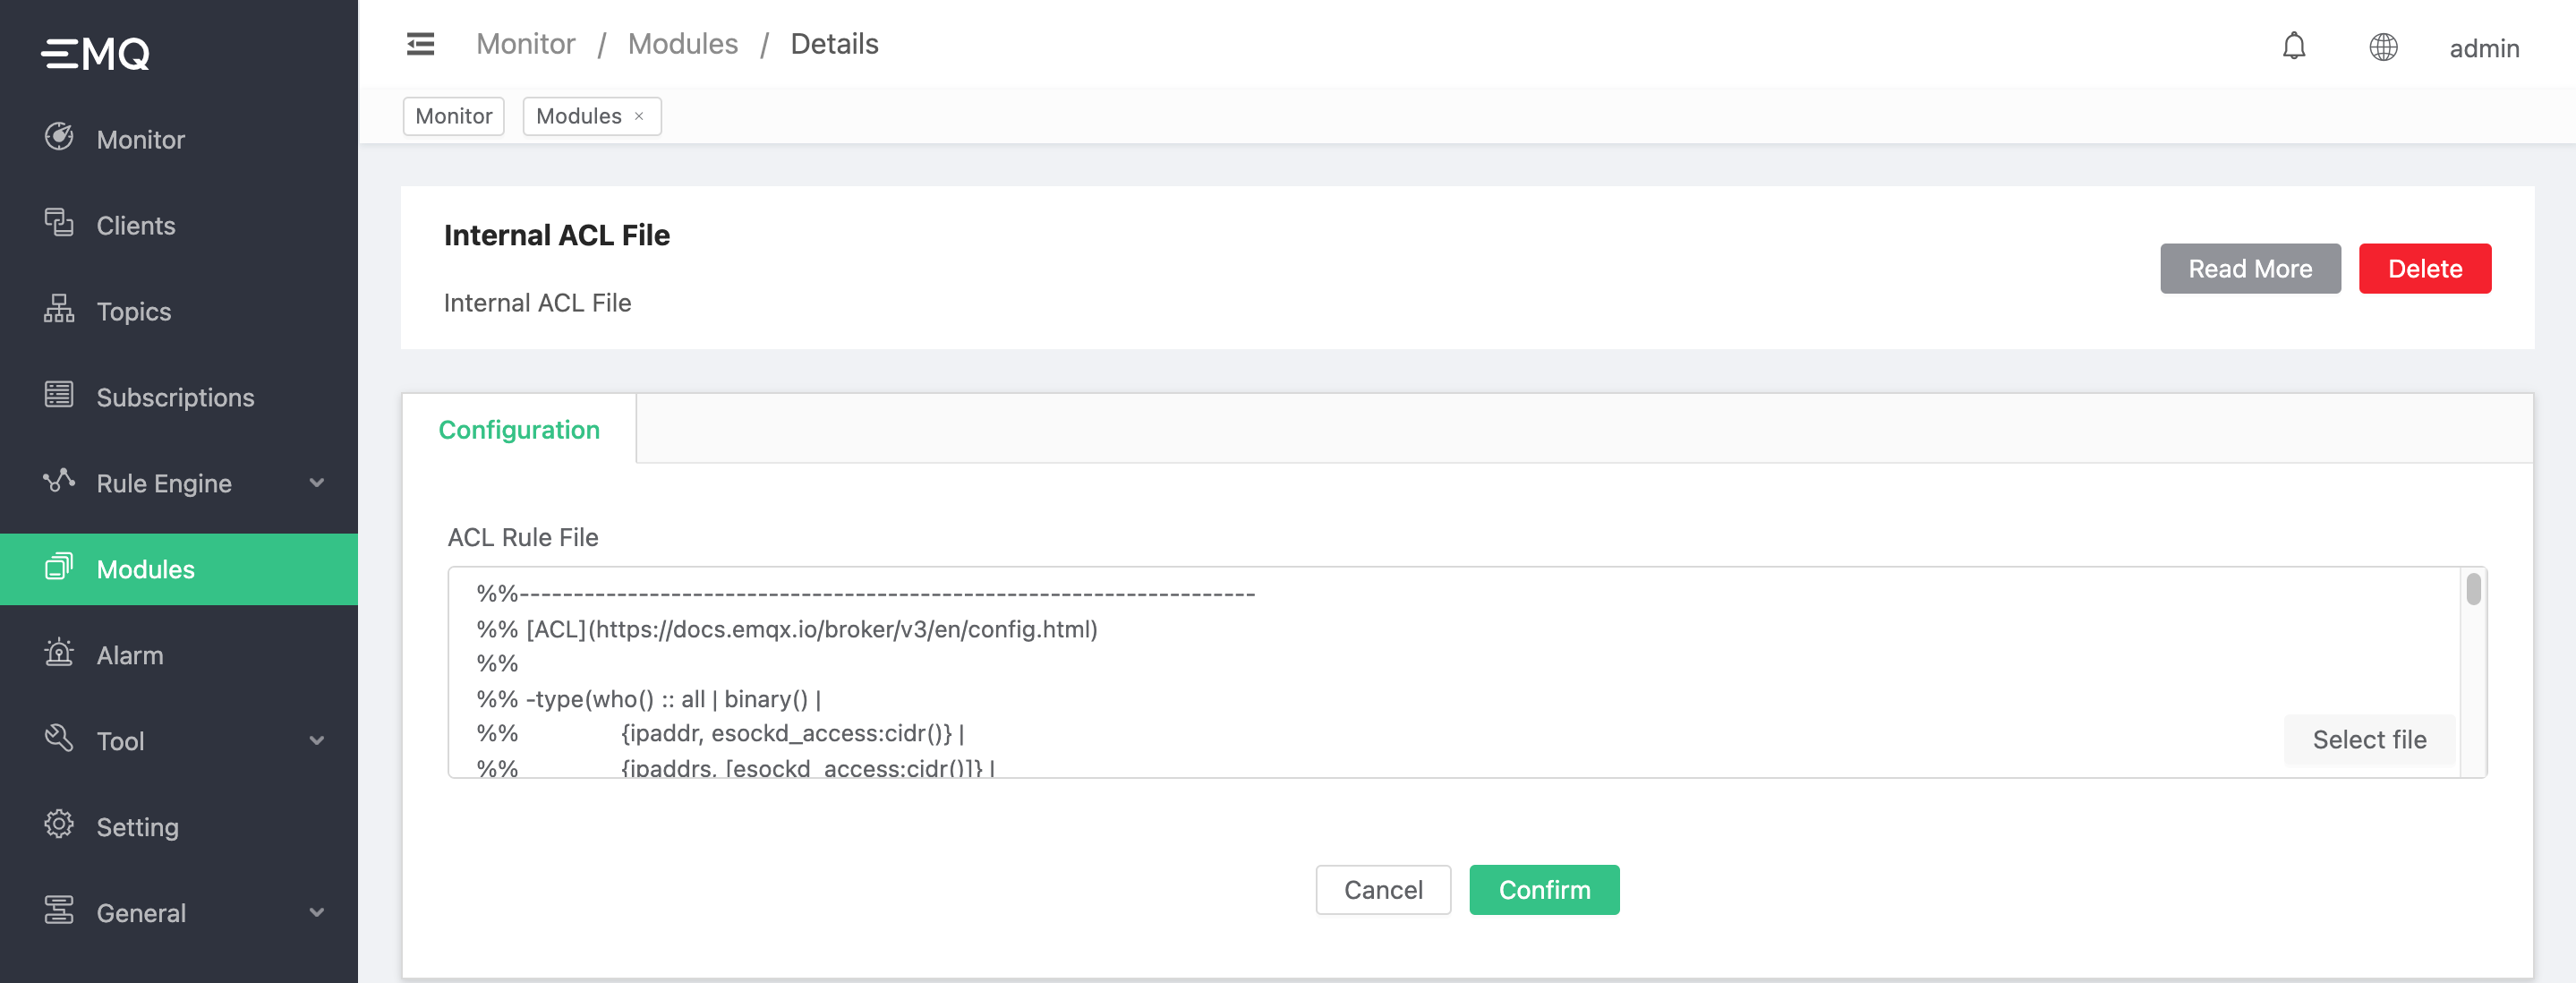 EMQ
Monitor
Clients
Topics
Subscriptions
Rule Engine
Modules
Alarm
Tool
Setting
General
Monitor / Modules / Details
admin
Monitor
Modules ×
Internal ACL File
Internal ACL File
Read More
Delete
Configuration
ACL Rule File
%%--------------------------------------------------------------------
%% [ACL](https://docs.emqx.io/broker/v3/en/config.html)
%%
%% -type(who() :: all | binary() |
%% {ipaddr, esockd_access:cidr()} |
%% {ipaddrs, [esockd_access:cidr()]} |
Select file
Cancel
Confirm